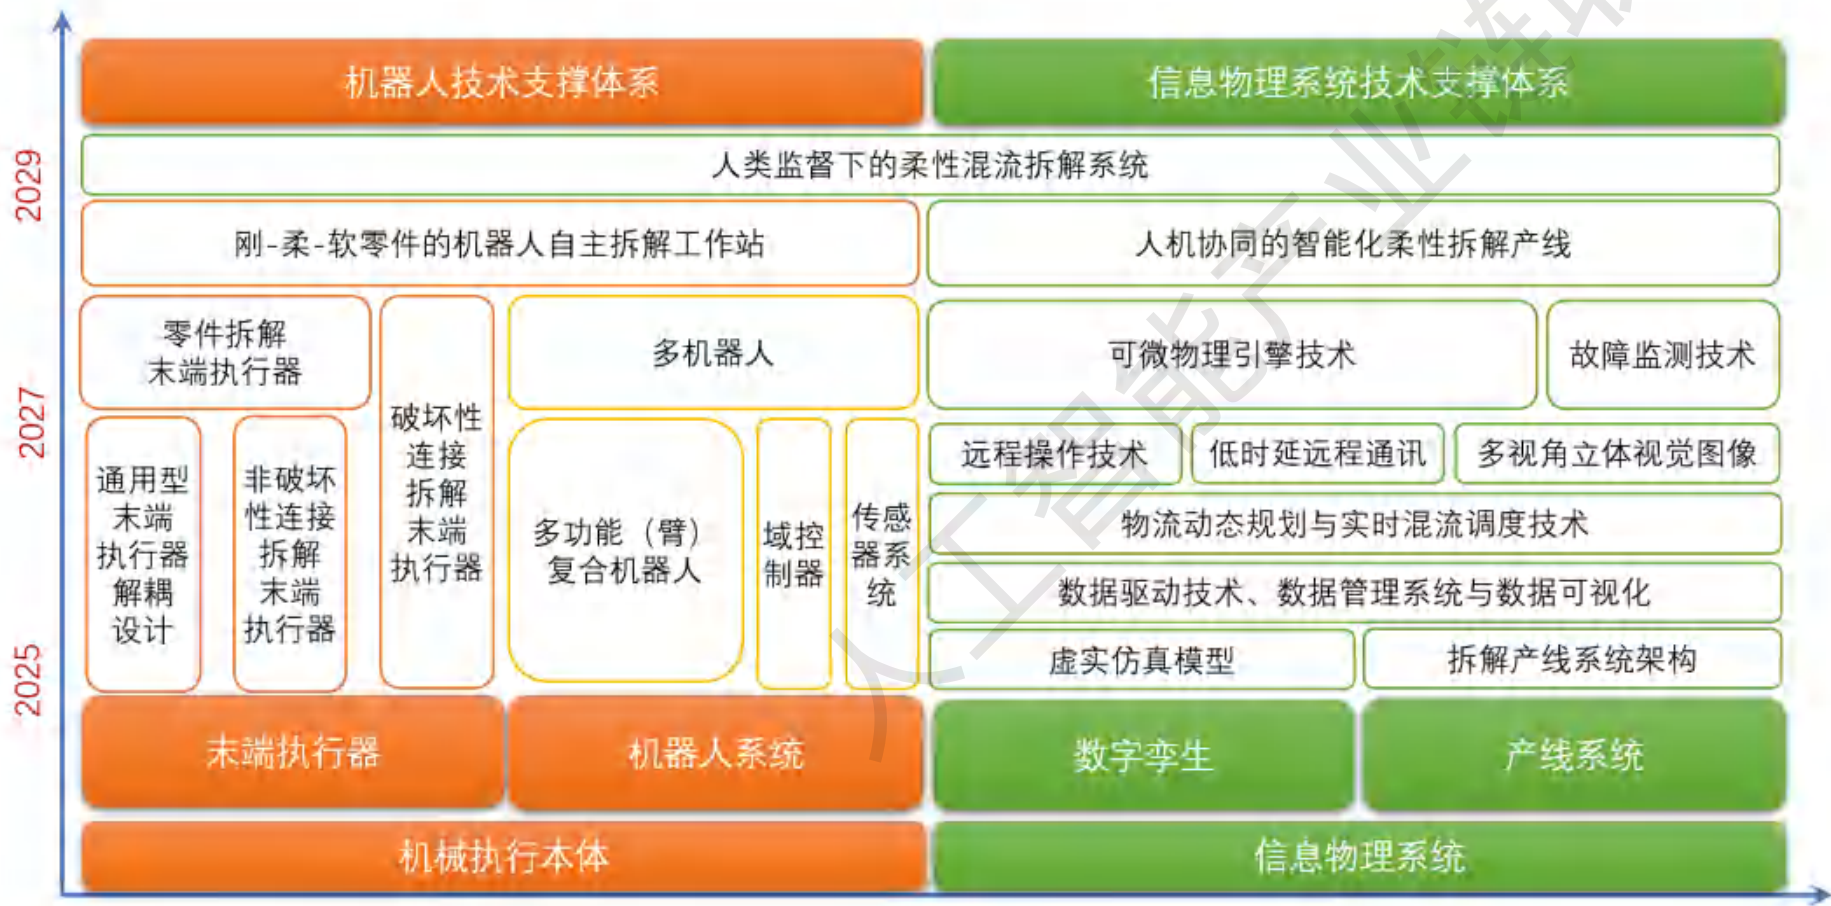 机器人技术支撑体系
信息物理系统技术支撑体系
2029
人类监督下的柔性混流拆解系统
刚-柔-软零件的机器人自主拆解工作站
人机协同的智能化柔性拆解产线
零件拆解
末端执行器
破坏性
连接
拆解
末端
执行器
多机器人
可微物理引擎技术
故障监测技术
2027
通用型
末端
执行器
解耦
设计
非破坏
性连接
拆解
末端
执行器
多功能（臂）
复合机器人
域控
制器
传感
器系
统
远程操作技术
低时延远程通讯
多视角立体视觉图像
物流动态规划与实时混流调度技术
数据驱动技术、数据管理系统与数据可视化
虚实仿真模型
拆解产线系统架构
2025
末端执行器
机器人系统
数字孪生
产线系统
机械执行本体
信息物理系统
人工智能产业链联